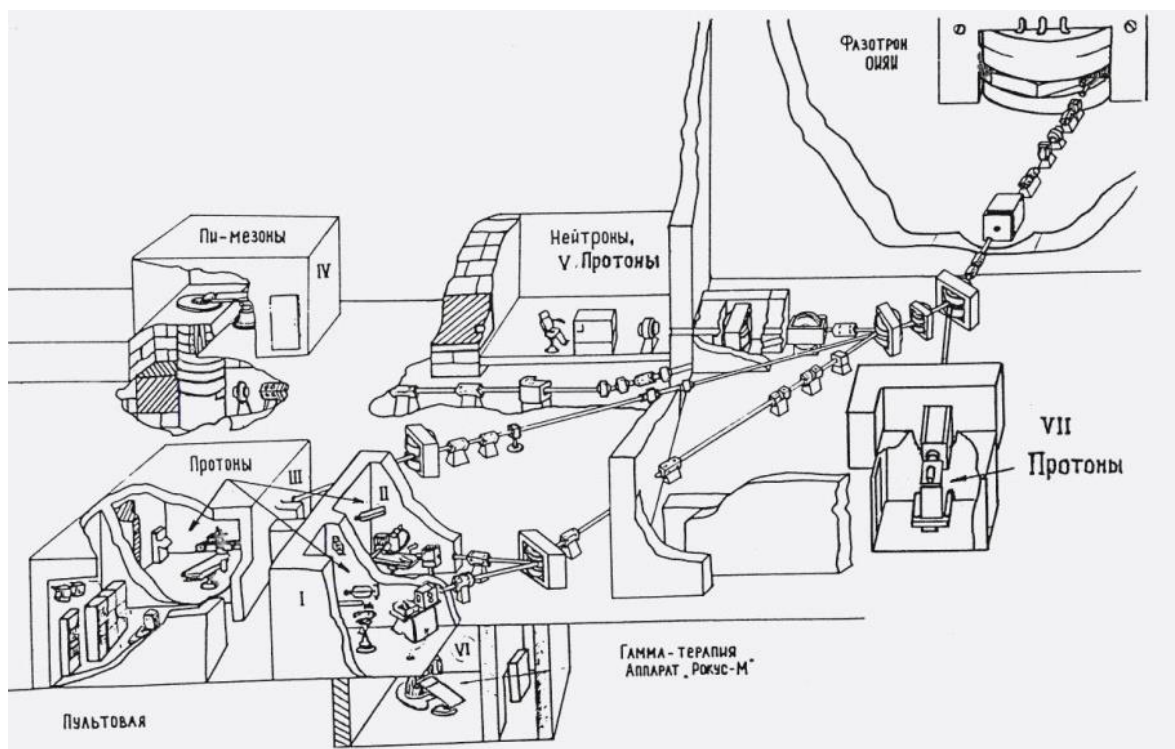 Фазотрон
ОИЯИ
Пи-мезоны
IV
Нейтроны,
V. Протоны
VII
Протоны
Протоны
III
II
I
VI
Гамма-терапия
Аппарат „Рокус-М"
Пультовая